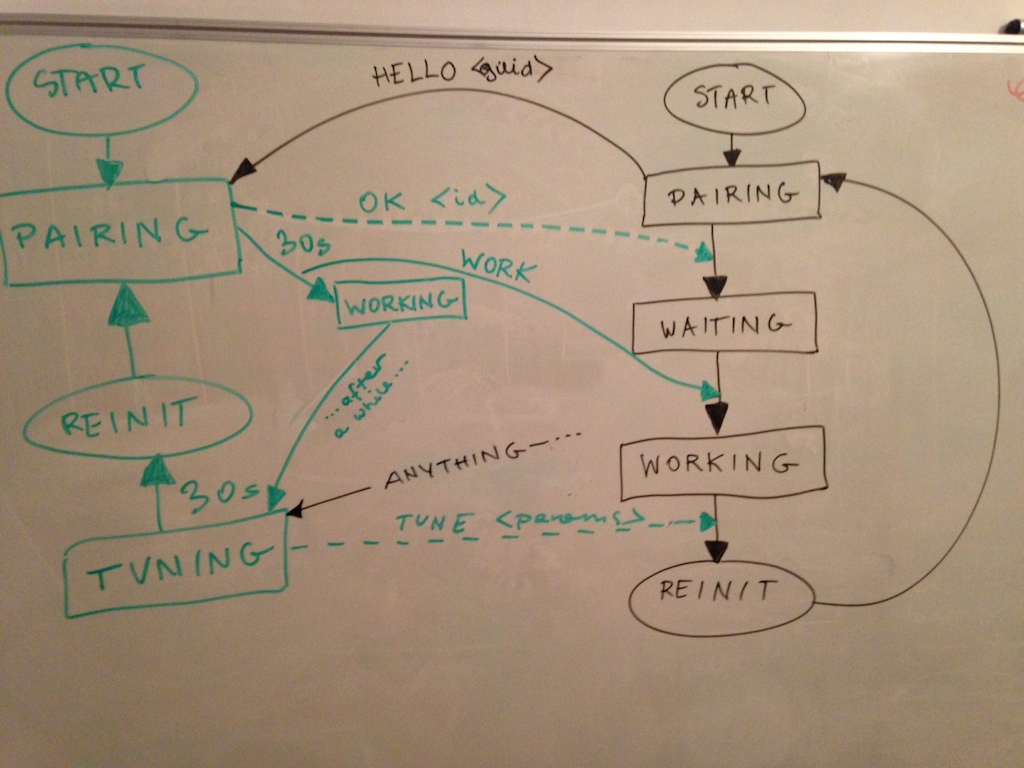 START
HELLO <guid>
START
PAIRING
OK <id>
PAIRING
30s
WORK
WORKING
WAITING
...after
a while...
REINIT
ANYTHING—...
WORKING
30s
TUNE <params>
TUNING
REINIT